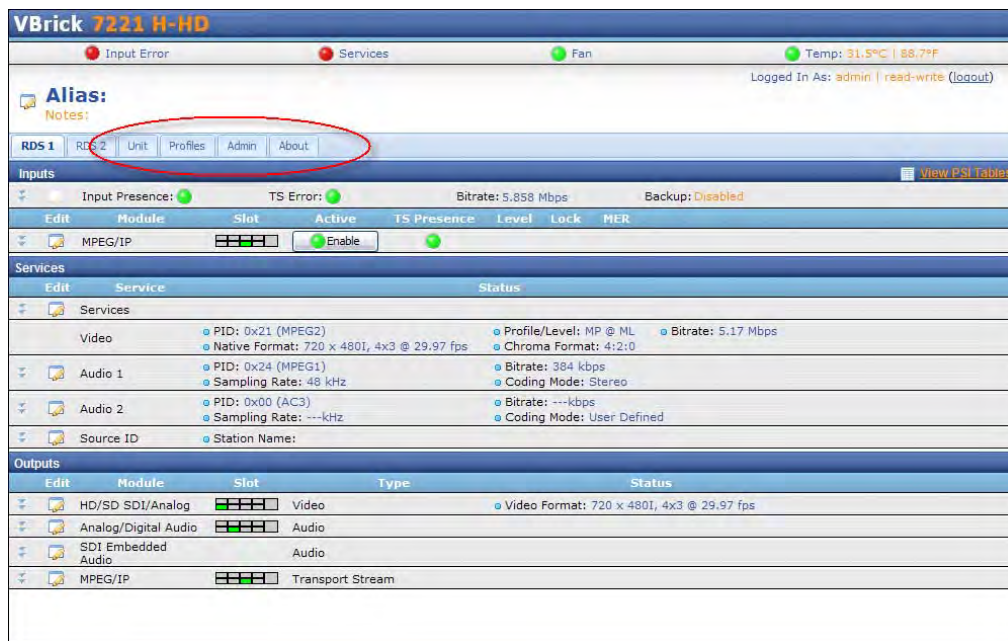 VBrick 7221 H-HD
Input Error Services Fan Temp: 31.5°C | 88.7°F
Logged In As: admin | read-write (logout)
Alias:
Notes:
RDS 1 RDS 2 Unit Profiles Admin About
Inputs View PSI Tables
Input Presence: TS Error: Bitrate: 5.858 Mbps Backup: Disabled
Edit Module Slot Active TS Presence Level Lock MER
MPEG/IP Enable
Services
Edit Service Status
Services
Video PID: 0x21 (MPEG2) Profile/Level: MP @ ML Bitrate: 5.17 Mbps
Native Format: 720 x 480I, 4x3 @ 29.97 fps Chroma Format: 4:2:0
Audio 1 PID: 0x24 (MPEG1) Bitrate: 384 kbps
Sampling Rate: 48 kHz Coding Mode: Stereo
Audio 2 PID: 0x00 (AC3) Bitrate: ---kbps
Sampling Rate: ---kHz Coding Mode: User Defined
Source ID Station Name:
Outputs
Edit Module Slot Type Status
HD/SD SDI/Analog Video Video Format: 720 x 480I, 4x3 @ 29.97 fps
Analog/Digital Audio Audio
SDI Embedded Audio Audio
MPEG/IP Transport Stream